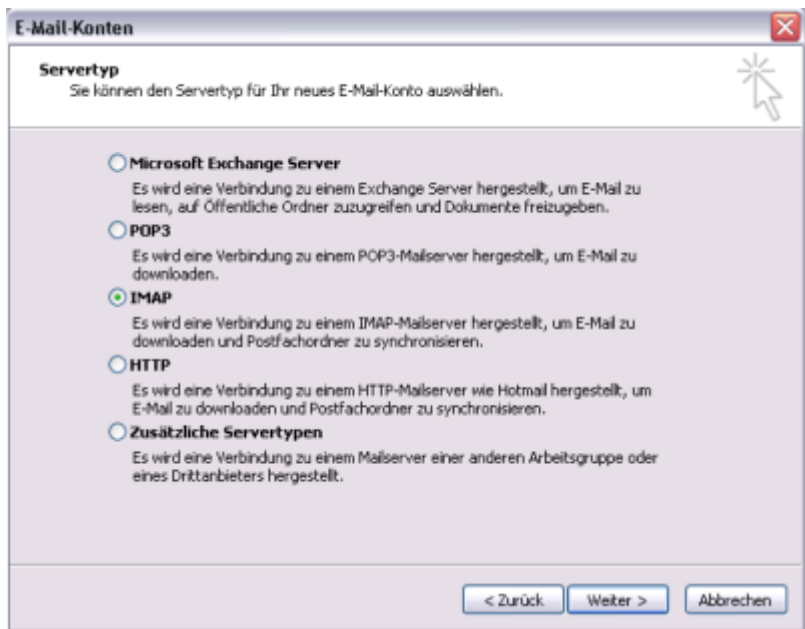 E-Mail-Konten
Servertyp
Sie können den Servertyp für Ihr neues E-Mail-Konto auswählen.
Microsoft Exchange Server
Es wird eine Verbindung zu einem Exchange Server hergestellt, um E-Mail zu
lesen, auf Öffentliche Ordner zuzugreifen und Dokumente freizugeben.
POP3
Es wird eine Verbindung zu einem POP3-Mailserver hergestellt, um E-Mail zu
downloaden.
IMAP
Es wird eine Verbindung zu einem IMAP-Mailserver hergestellt, um E-Mail zu
downloaden und Postfachordner zu synchronisieren.
HTTP
Es wird eine Verbindung zu einem HTTP-Mailserver wie Hotmail hergestellt, um
E-Mail zu downloaden und Postfachordner zu synchronisieren.
Zusätzliche Servertypen
Es wird eine Verbindung zu einem Mailserver einer anderen Arbeitsgruppe oder
eines Drittanbieters hergestellt.
< Zurück Weiter > Abbrechen